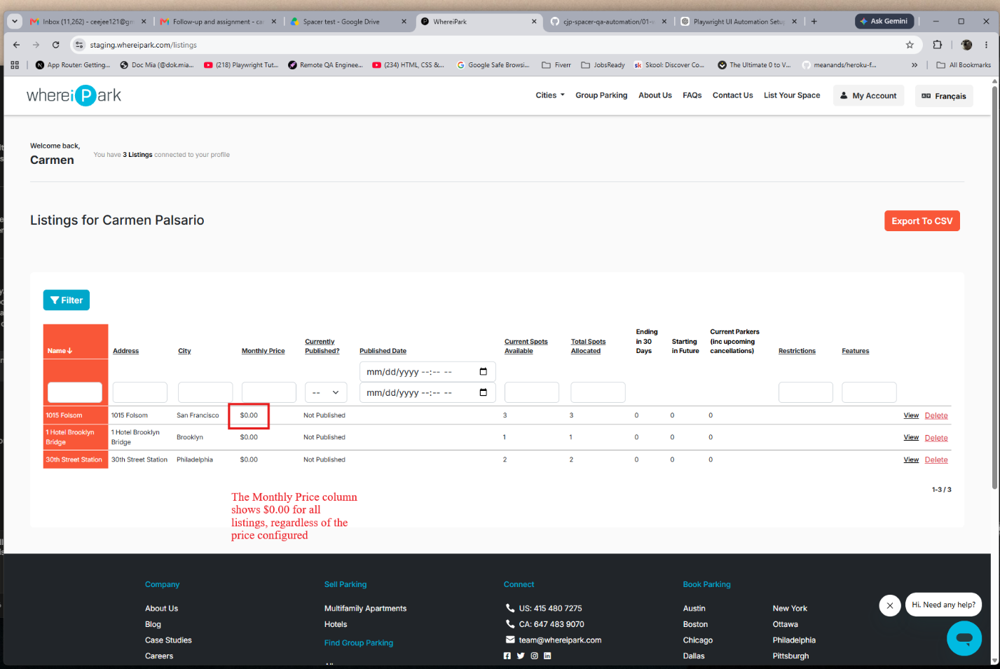 Inbox (11,262) - ceejee121@gm
Follow-up and assignment - ca
Spacer test - Google Drive
WhereiPark
cjp-spacer-qa-automation/01-
Playwright UI Automation Setup
Ask Gemini
staging.whereipark.com/listings
App Router: Getting...
Doc Mia (@dok.mia...
(218) Playwright Tut...
Remote QA Enginee...
(234) HTML, CSS &...
Google Safe Browsi...
Fiverr
JobsReady
Skool: Discover Co...
The Ultimate 0 to V...
meanands/heroku-f...
All Bookmarks
whereiPark
Cities
Group Parking
About Us
FAQs
Contact Us
List Your Space
My Account
Français
Welcome back,
Carmen
You have 3 Listings connected to your profile
Listings for Carmen Palsario
Export To CSV
Filter
Name Address City Monthly Price Currently Published? Published Date Current Spots Available Total Spots Allocated Ending in 30 Days Starting in Future Current Parkers (inc upcoming cancellations) Restrictions Features
mm/dd/yyyy --:-- --
-- mm/dd/yyyy --:-- --
1015 Folsom 1015 Folsom San Francisco $0.00 Not Published 3 3 0 0 0 View Delete
1 Hotel Brooklyn Bridge 1 Hotel Brooklyn Bridge Brooklyn $0.00 Not Published 1 1 0 0 0 View Delete
30th Street Station 30th Street Station Philadelphia $0.00 Not Published 2 2 0 0 0 View Delete
1-3 / 3
The Monthly Price column
shows $0.00 for all
listings, regardless of the
price configured
Company
About Us
Blog
Case Studies
Careers
Sell Parking
Multifamily Apartments
Hotels
Find Group Parking
Connect
US: 415 480 7275
CA: 647 483 9070
team@whereipark.com
Book Parking
Austin
Boston
Chicago
Dallas
New York
Ottawa
Philadelphia
Pittsburgh
Hi. Need any help?